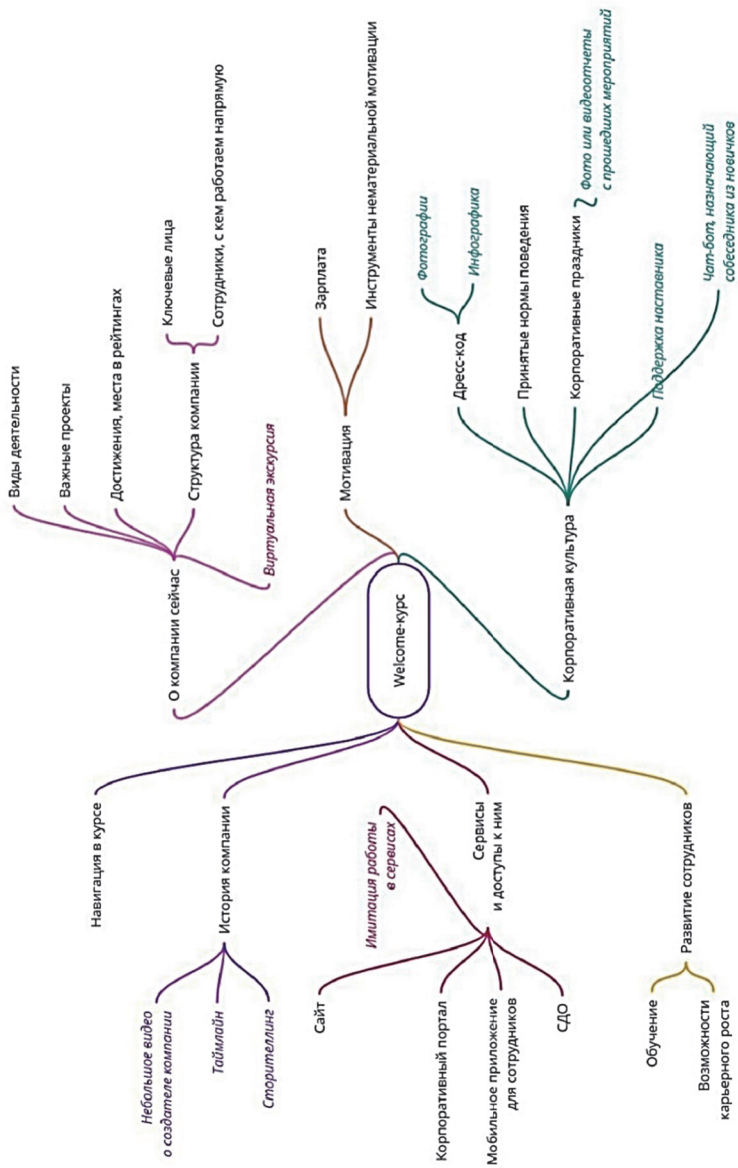 Welcome-курс
Навигация в курсе
История компании
Небольшое видео
о создателе компании
Таймлайн
Сторителлинг
Сервисы
и доступы к ним
Имитация работы
в сервисах
Сайт
Корпоративный портал
Мобильное приложение
для сотрудников
СДО
Развитие сотрудников
Обучение
Возможности
карьерного роста
О компании сейчас
Виды деятельности
Важные проекты
Достижения, места в рейтингах
Структура компании
Ключевые лица
Сотрудники, с кем работаем напрямую
Виртуальная экскурсия
Мотивация
Зарплата
Инструменты нематериальной мотивации
Корпоративная культура
Дресс-код
Фотографии
Инфографика
Принятые нормы поведения
Корпоративные праздники
Фото или видеоотчеты
с прошедших мероприятий
Поддержка наставника
Чат-бот, назначающий
собеседника из новичков